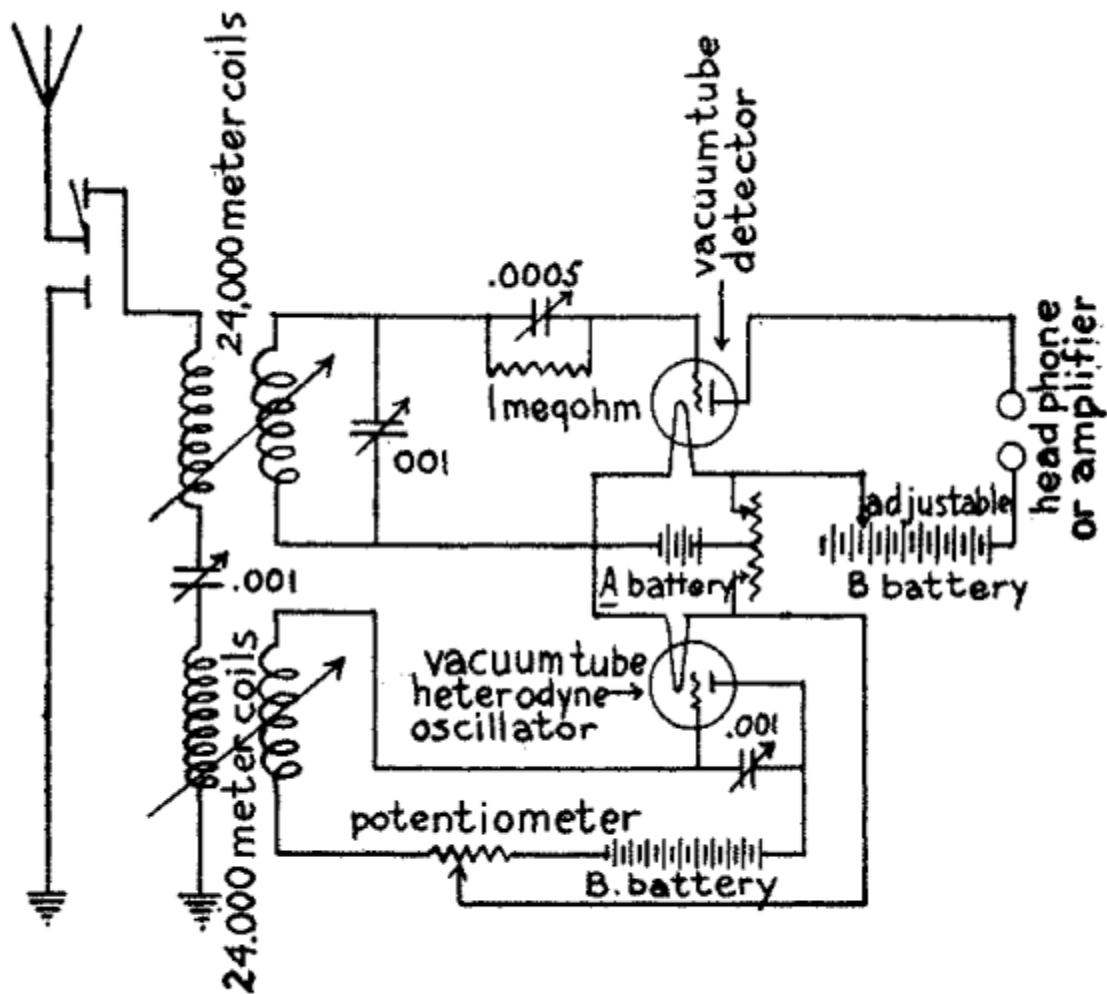 24,000 meter coils
vacuum tube
detector
.0005
1 meqohm
001
head phone
or amplifier
adjustable
B battery
A battery
.001
24.000 meter coils
vacuum tube
heterodyne
oscillator
.001
potentiometer
B. battery